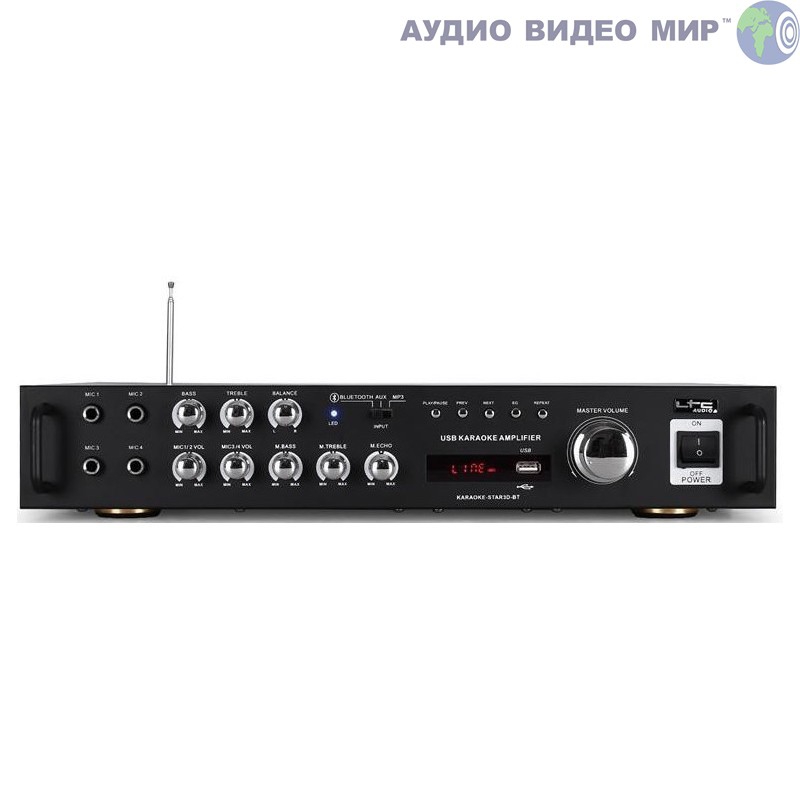 АУДИО ВИДЕО МИР™
MIC 1 MIC 2 BASS TREBLE BALANCE
BLUETOOTH AUX MP3
PLAY/PAUSE PREV NEXT EQ REPEAT
MASTER VOLUME
LTC
AUDIO
MIN MAX MIN MAX L R
LED INPUT
ON
USB KARAOKE AMPLIFIER
MIC 3 MIC 4 MIC1/2 VOL MIC3/4 VOL M.BASS M.TREBLE M.ECHO
USB
LINE
MIN MAX MIN MAX MIN MAX MIN MAX MIN MAX
I
O
OFF
POWER
KARAOKE-STAR3D-BT